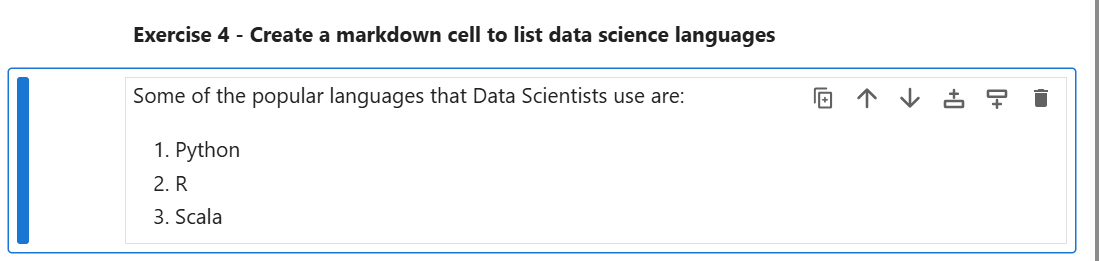 Exercise 4 - Create a markdown cell to list data science languages
Some of the popular languages that Data Scientists use are:
1. Python
2. R
3. Scala